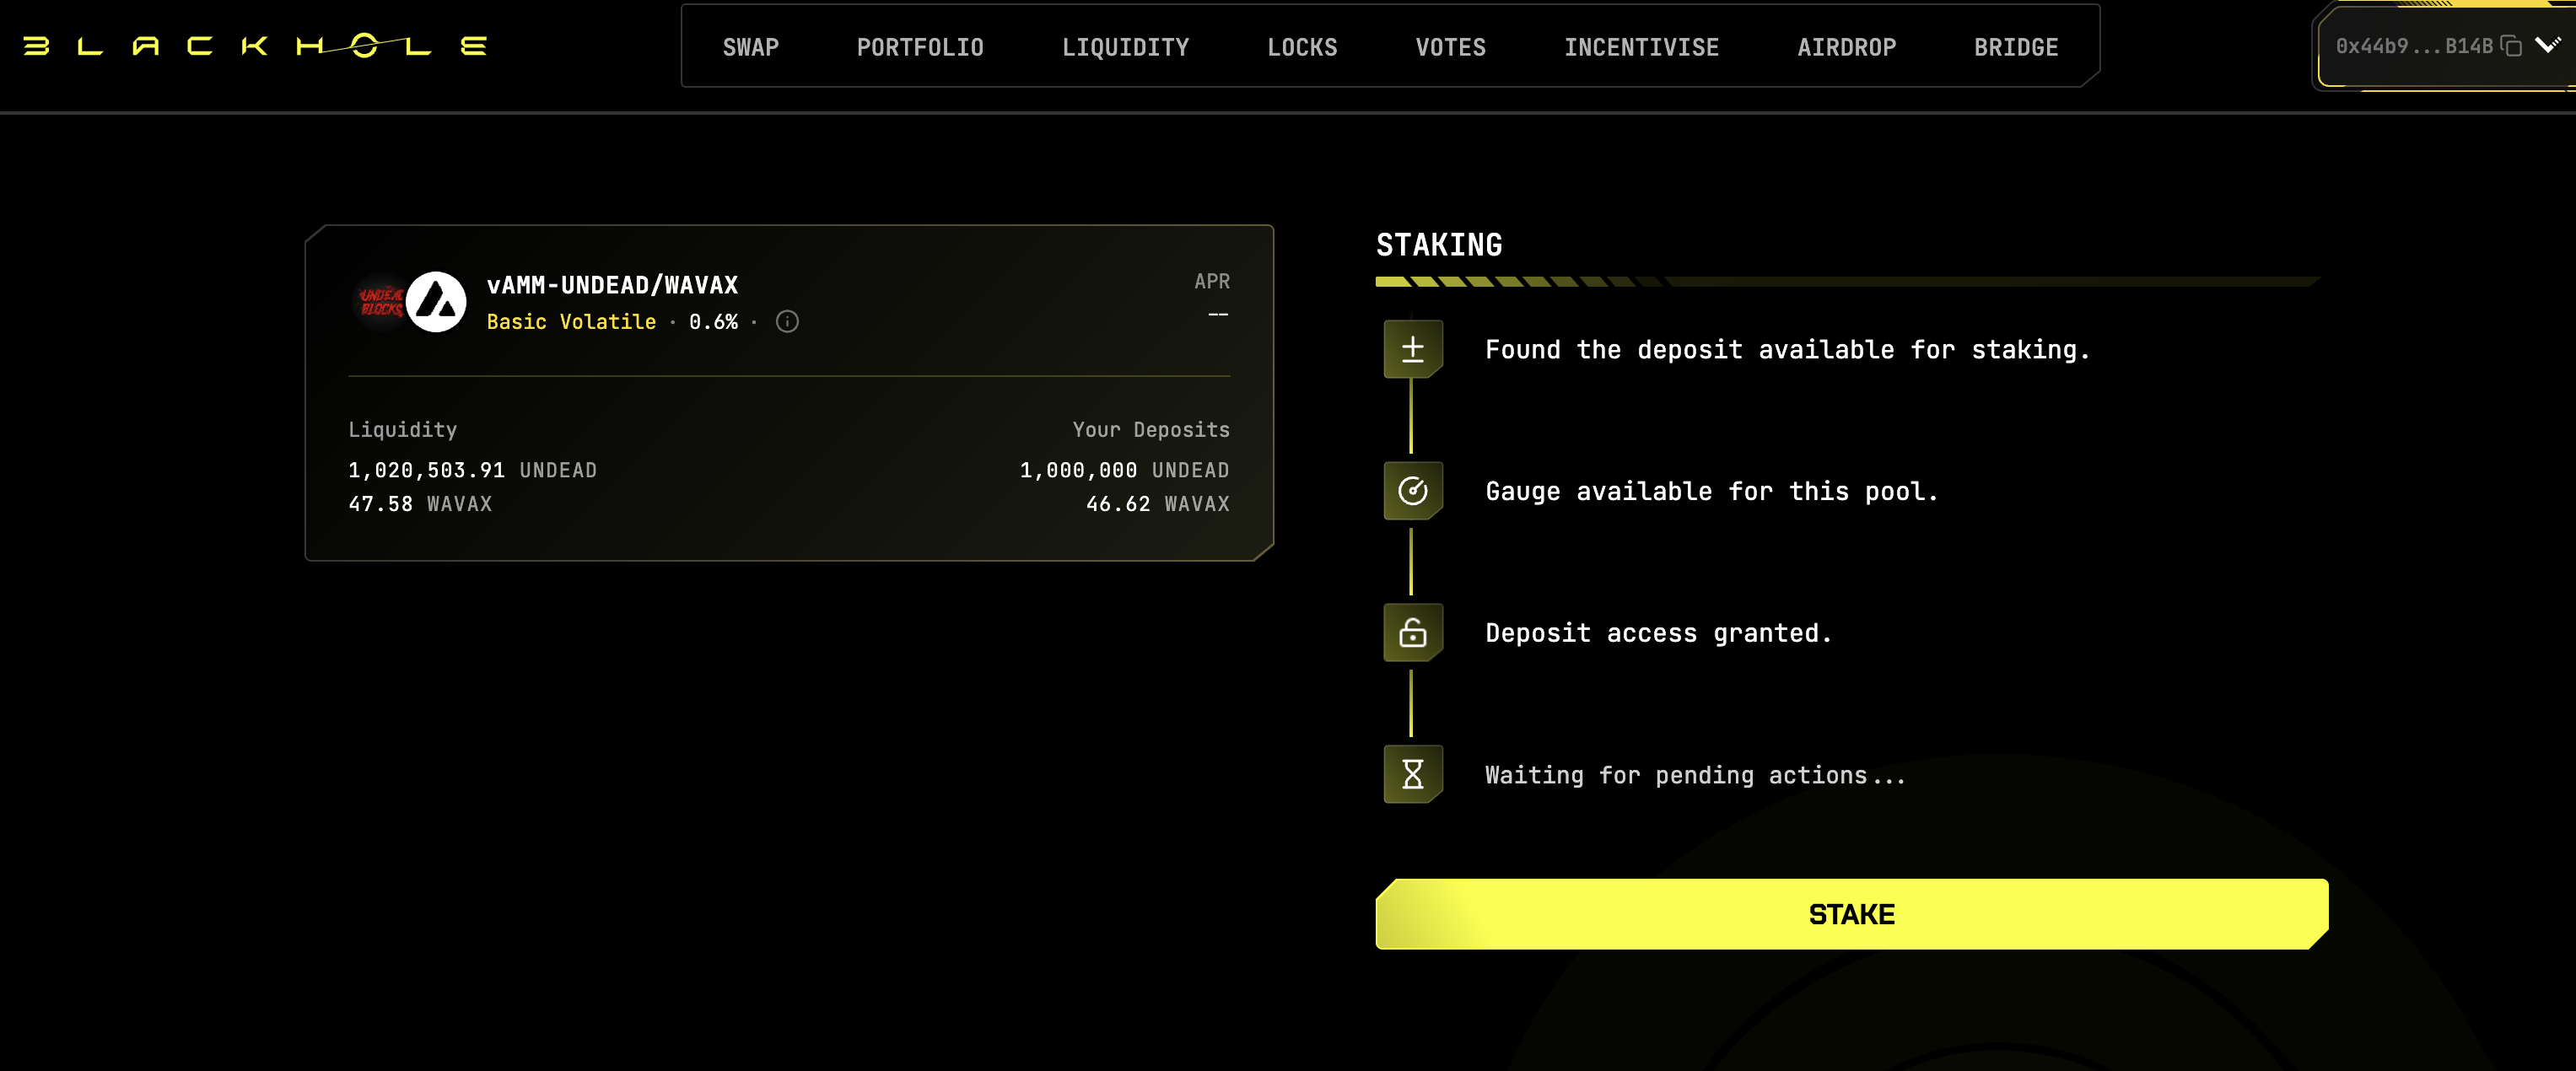 BLACKHOLE
SWAP PORTFOLIO LIQUIDITY LOCKS VOTES INCENTIVISE AIRDROP BRIDGE
0x44b9...B14B
UNDEAD BLOCKS
vAMM-UNDEAD/WAVAX
Basic Volatile · 0.6% ·
APR
--
Liquidity
1,020,503.91 UNDEAD
47.58 WAVAX
Your Deposits
1,000,000 UNDEAD
46.62 WAVAX
STAKING
Found the deposit available for staking.
Gauge available for this pool.
Deposit access granted.
Waiting for pending actions...
STAKE